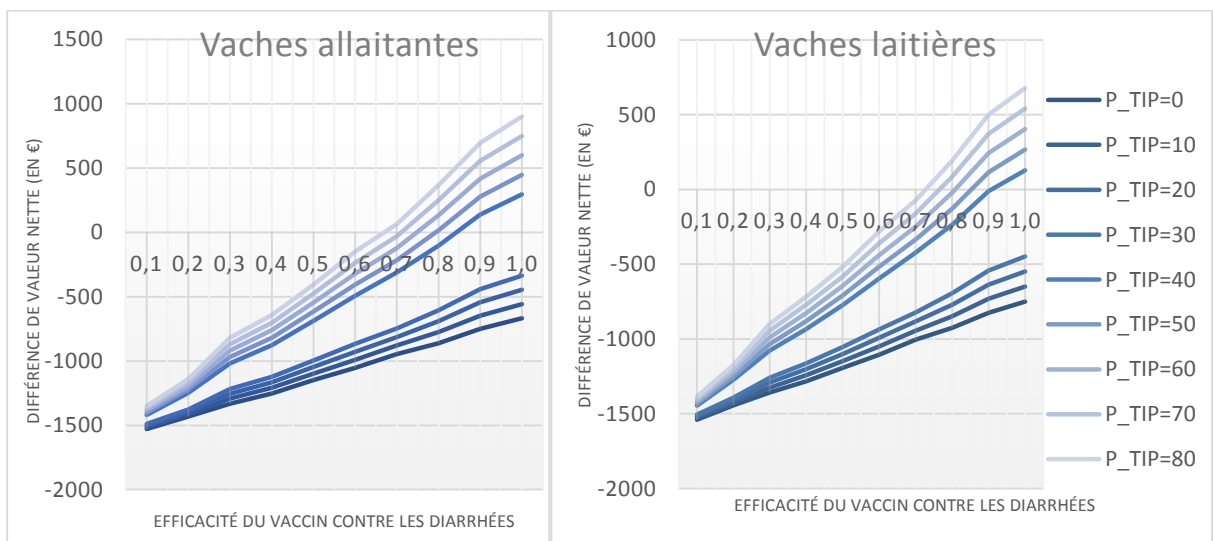 Vaches allaitantes
1500
1000
500
0
-500
-1000
-1500
-2000
DIFFÉRENCE DE VALEUR NETTE (EN €)
0,1 0,2 0,3 0,4 0,5 0,6 0,7 0,8 0,9 1,0
EFFICACITÉ DU VACCIN CONTRE LES DIARRHÉES
Vaches laitières
1000
500
0
-500
-1000
-1500
-2000
DIFFÉRENCE DE VALEUR NETTE (EN €)
0,1 0,2 0,3 0,4 0,5 0,6 0,7 0,8 0,9 1,0
EFFICACITÉ DU VACCIN CONTRE LES DIARRHÉES
P_TIP=0
P_TIP=10
P_TIP=20
P_TIP=30
P_TIP=40
P_TIP=50
P_TIP=60
P_TIP=70
P_TIP=80